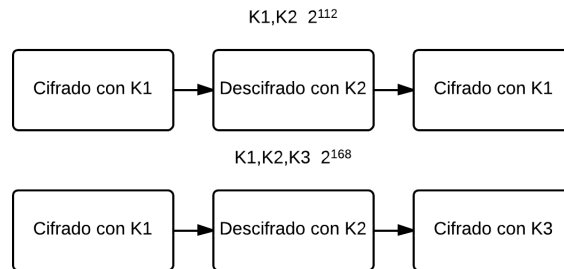 K1,K2 2¹¹²
Cifrado con K1
Descifrado con K2
Cifrado con K1
K1,K2,K3 2¹⁶⁸
Cifrado con K1
Descifrado con K2
Cifrado con K3